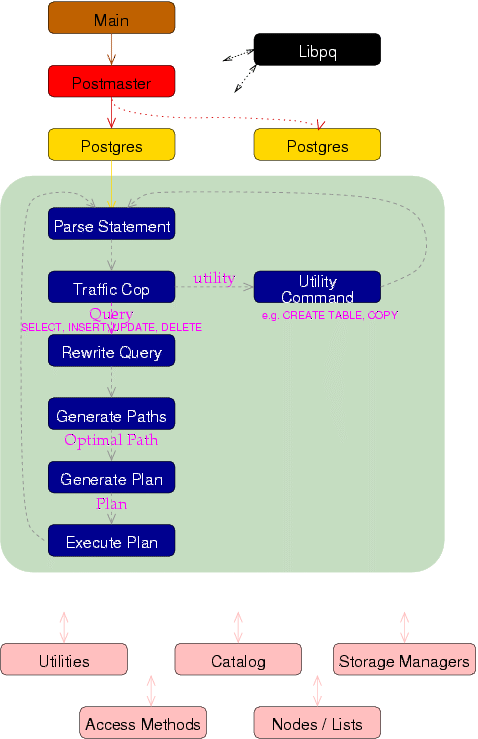 Main
Libpq
Postmaster
Postgres
Postgres
Parse Statement
Traffic Cop
utility
Utility
Command
Query
SELECT, INSERT, UPDATE, DELETE
e.g. CREATE TABLE, COPY
Rewrite Query
Generate Paths
Optimal Path
Generate Plan
Plan
Execute Plan
Utilities
Catalog
Storage Managers
Access Methods
Nodes / Lists